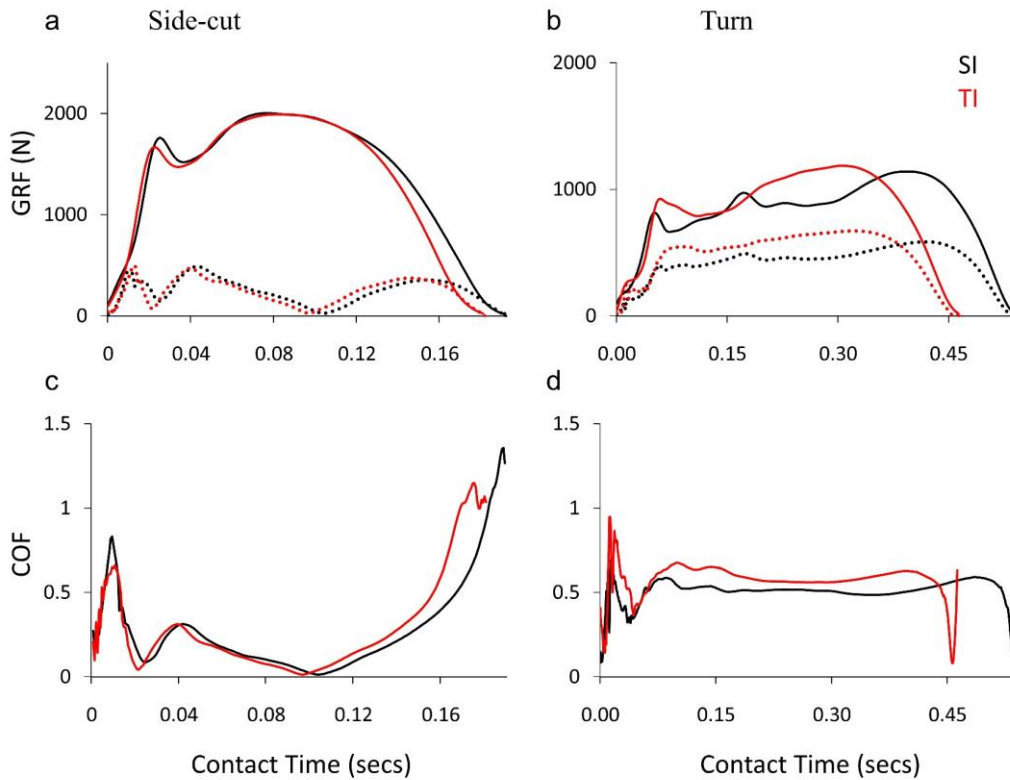 a Side-cut
b Turn
SI
TI
GRF (N)
2000
1000
0
0 0.04 0.08 0.12 0.16
2000
1000
0
0.00 0.15 0.30 0.45
c
d
COF
1.5
1
0.5
0
0 0.04 0.08 0.12 0.16
Contact Time (secs)
1.5
1
0.5
0
0.00 0.15 0.30 0.45
Contact Time (secs)